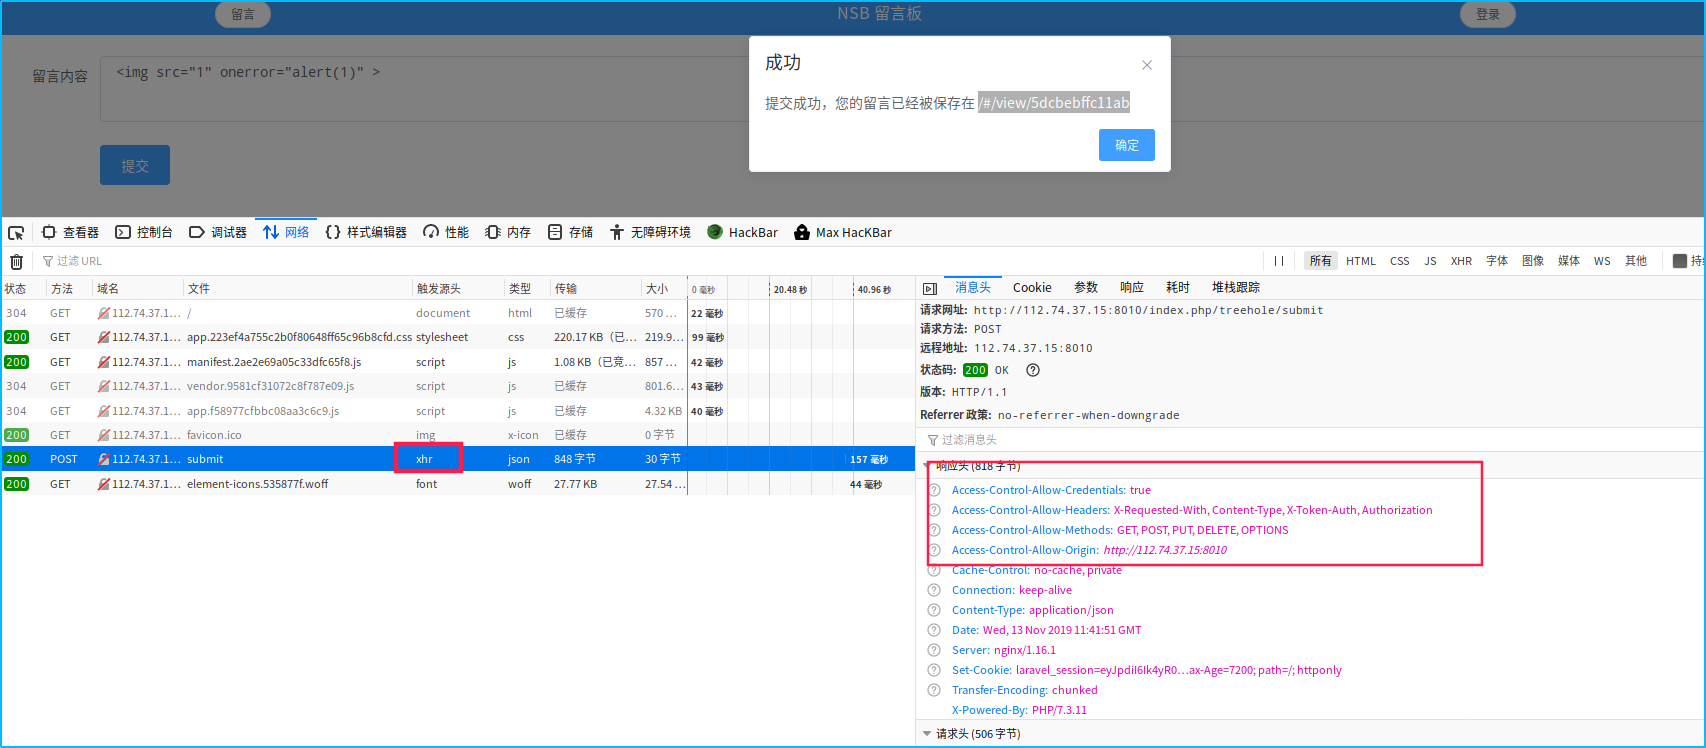 留言 NSB 留言板 登录
成功
留言内容 <img src="1" onerror="alert(1)" >
提交成功，您的留言已经被保存在 /#/view/5dcbebffc11ab
确定
提交
查看器 控制台 调试器 网络 样式编辑器 性能 内存 存储 无障碍环境 HackBar Max HacKBar
过滤 URL 所有 HTML CSS JS XHR 字体 图像 媒体 WS 其他
状态 方法 域名 文件 触发源头 类型 传输 大小 0 毫秒 20.48 秒 40.96 秒
304 GET 112.74.37.1… / document html 已缓存 570 … 22 毫秒
200 GET 112.74.37.1… app.223ef4a755c2b0f80648ff65c96b8cfd.css stylesheet css 220.17 KB（已… 219.9… 99 毫秒
200 GET 112.74.37.1… manifest.2ae2e69a05c33dfc65f8.js script js 1.08 KB（已竞… 857 … 42 毫秒
304 GET 112.74.37.1… vendor.9581cf31072c8f787e09.js script js 已缓存 801.6… 43 毫秒
304 GET 112.74.37.1… app.f58977cfbbc08aa3c6c9.js script js 已缓存 4.32 KB 40 毫秒
200 GET 112.74.37.1… favicon.ico img x-icon 已缓存 0 字节
200 POST 112.74.37.1… submit xhr json 848 字节 30 字节 157 毫秒
200 GET 112.74.37.1… element-icons.535877f.woff font woff 27.77 KB 27.54 … 44 毫秒
消息头 Cookie 参数 响应 耗时 堆栈跟踪
请求网址: http://112.74.37.15:8010/index.php/treehole/submit
请求方法: POST
远程地址: 112.74.37.15:8010
状态码: 200 OK
版本: HTTP/1.1
Referrer 政策: no-referrer-when-downgrade
过滤消息头
响应头 (818 字节)
Access-Control-Allow-Credentials: true
Access-Control-Allow-Headers: X-Requested-With, Content-Type, X-Token-Auth, Authorization
Access-Control-Allow-Methods: GET, POST, PUT, DELETE, OPTIONS
Access-Control-Allow-Origin: http://112.74.37.15:8010
Cache-Control: no-cache, private
Connection: keep-alive
Content-Type: application/json
Date: Wed, 13 Nov 2019 11:41:51 GMT
Server: nginx/1.16.1
Set-Cookie: laravel_session=eyJpdiI6Ik4yR0…ax-Age=7200; path=/; httponly
Transfer-Encoding: chunked
X-Powered-By: PHP/7.3.11
请求头 (506 字节)